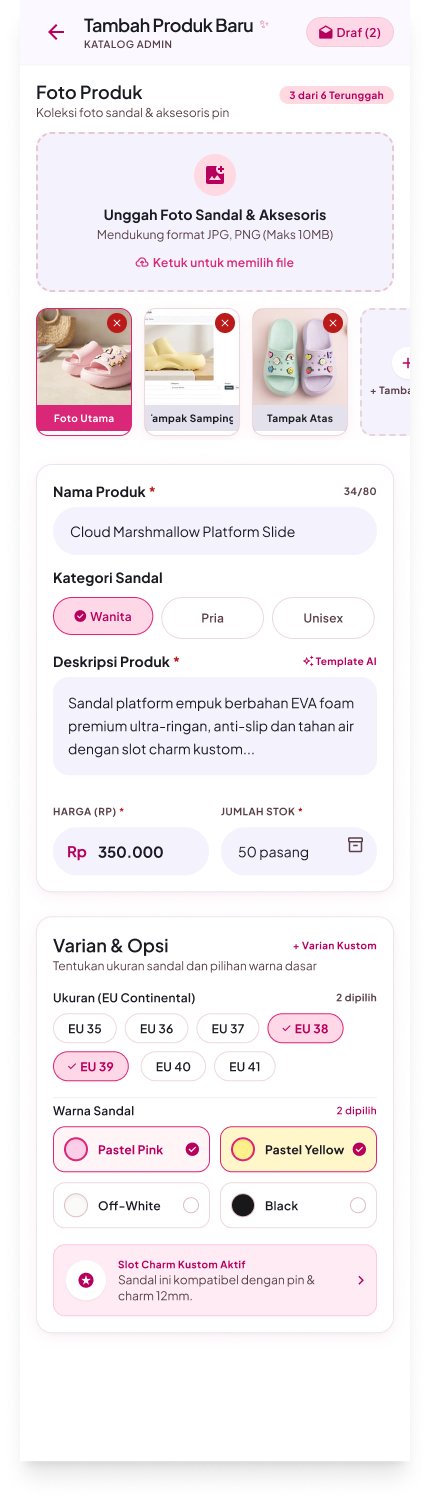 Tambah Produk Baru
KATALOG ADMIN
Draf (2)
Foto Produk
3 dari 6 Terunggah
Koleksi foto sandal & aksesoris pin
Unggah Foto Sandal & Aksesoris
Mendukung format JPG, PNG (Maks 10MB)
Ketuk untuk memilih file
Foto Utama
Tampak Samping
Tampak Atas
+ Tamba
Nama Produk *
34/80
Cloud Marshmallow Platform Slide
Kategori Sandal
Wanita
Pria
Unisex
Deskripsi Produk *
Template AI
Sandal platform empuk berbahan EVA foam
premium ultra-ringan, anti-slip dan tahan air
dengan slot charm kustom...
HARGA (RP) *
JUMLAH STOK *
Rp 350.000
50 pasang
Varian & Opsi
+ Varian Kustom
Tentukan ukuran sandal dan pilihan warna dasar
Ukuran (EU Continental)
2 dipilih
EU 35
EU 36
EU 37
EU 38
EU 39
EU 40
EU 41
Warna Sandal
2 dipilih
Pastel Pink
Pastel Yellow
Off-White
Black
Slot Charm Kustom Aktif
Sandal ini kompatibel dengan pin &
charm 12mm.